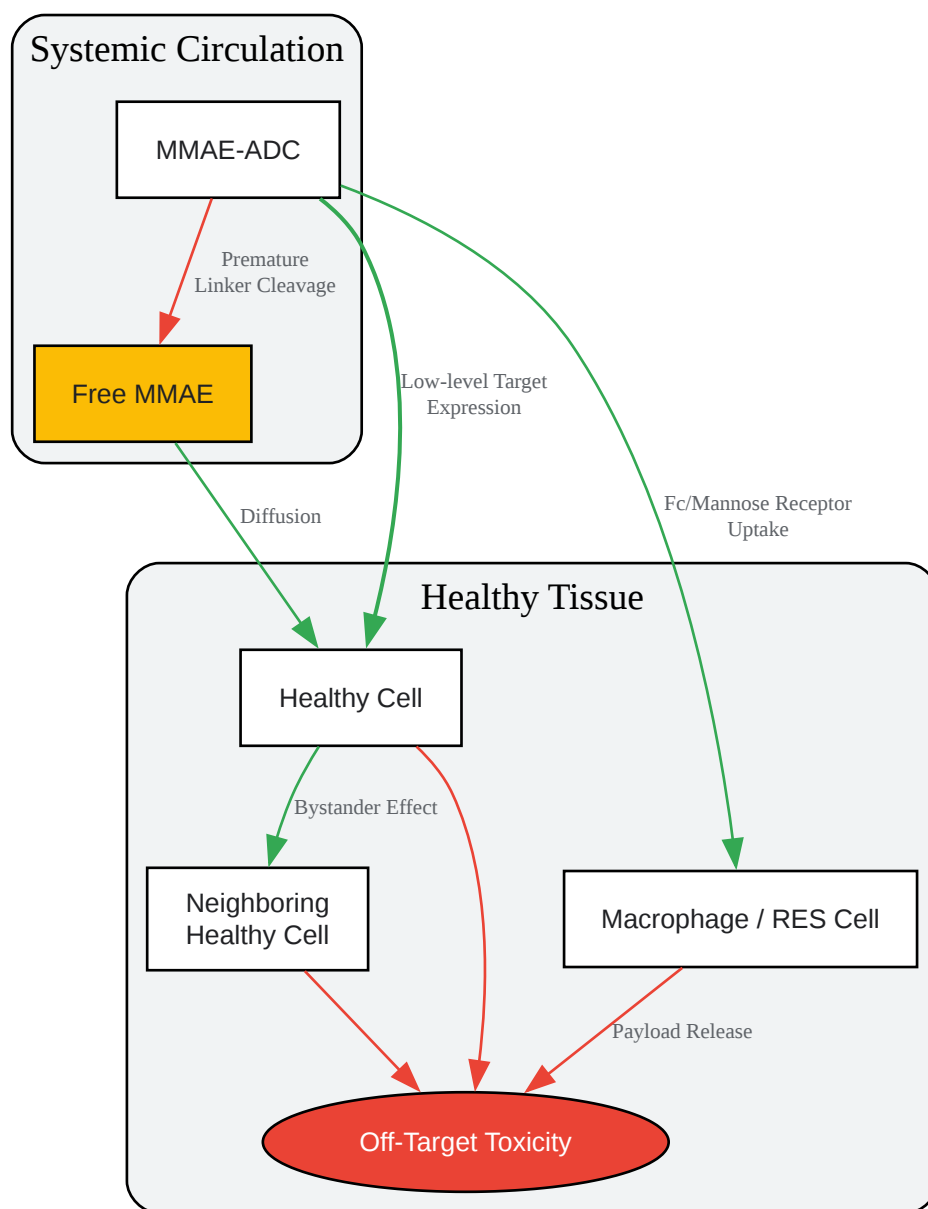 Systemic Circulation
MMAE-ADC
Premature
Linker Cleavage
Free MMAE
Low-level Target
Expression
Diffusion
Fc/Mannose Receptor
Uptake
Healthy Tissue
Healthy Cell
Bystander Effect
Neighboring
Healthy Cell
Macrophage / RES Cell
Payload Release
Off-Target Toxicity